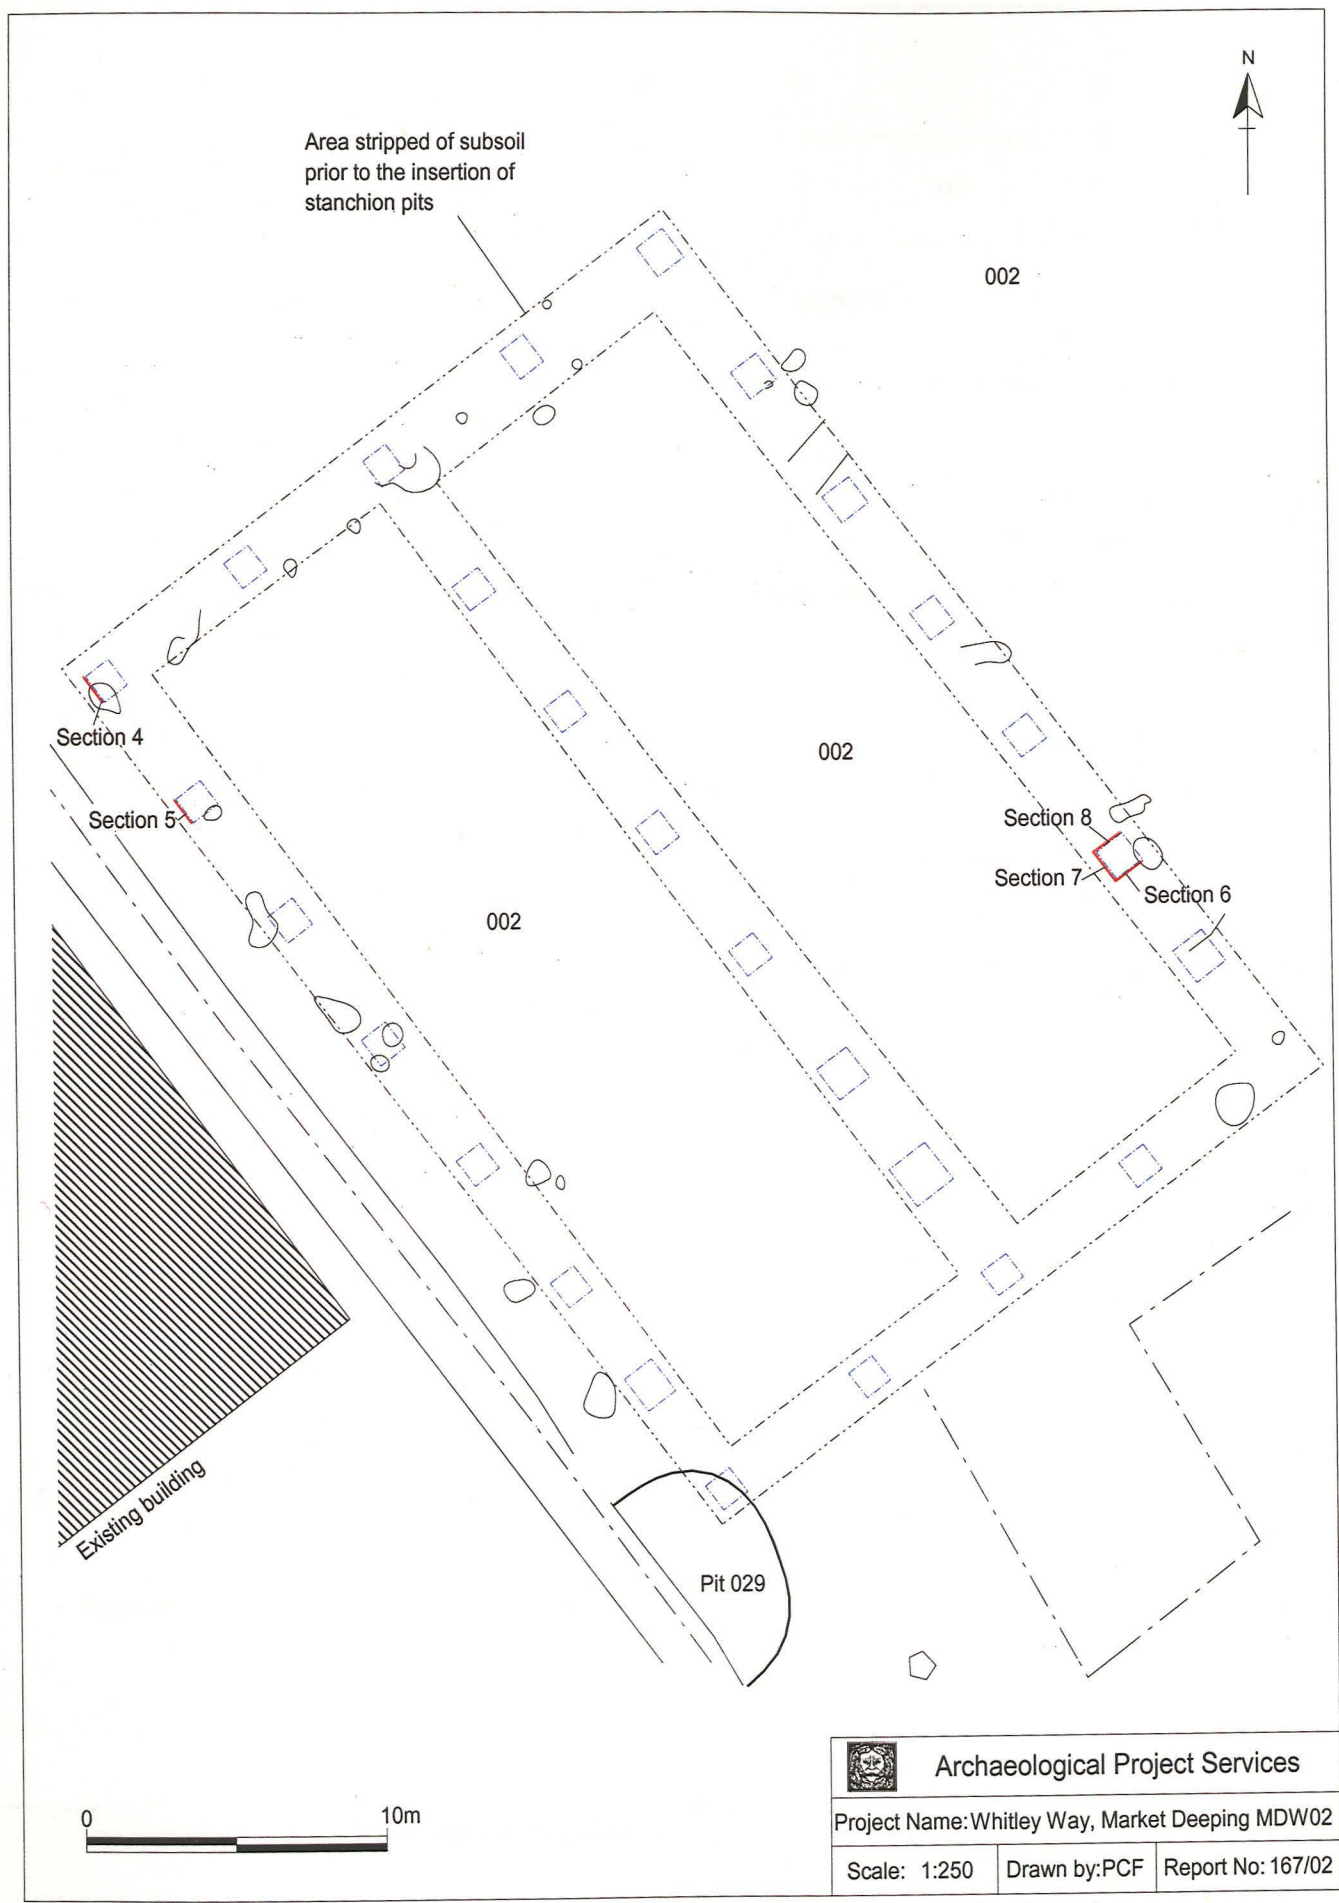 N
Area stripped of subsoil
prior to the insertion of
stanchion pits
002
Section 4
002
Section 5
Section 8
Section 7
Section 6
002
Existing building
Pit 029
0 10m
Archaeological Project Services
Project Name: Whitley Way, Market Deeping MDW02
Scale: 1:250
Drawn by: PCF
Report No: 167/02